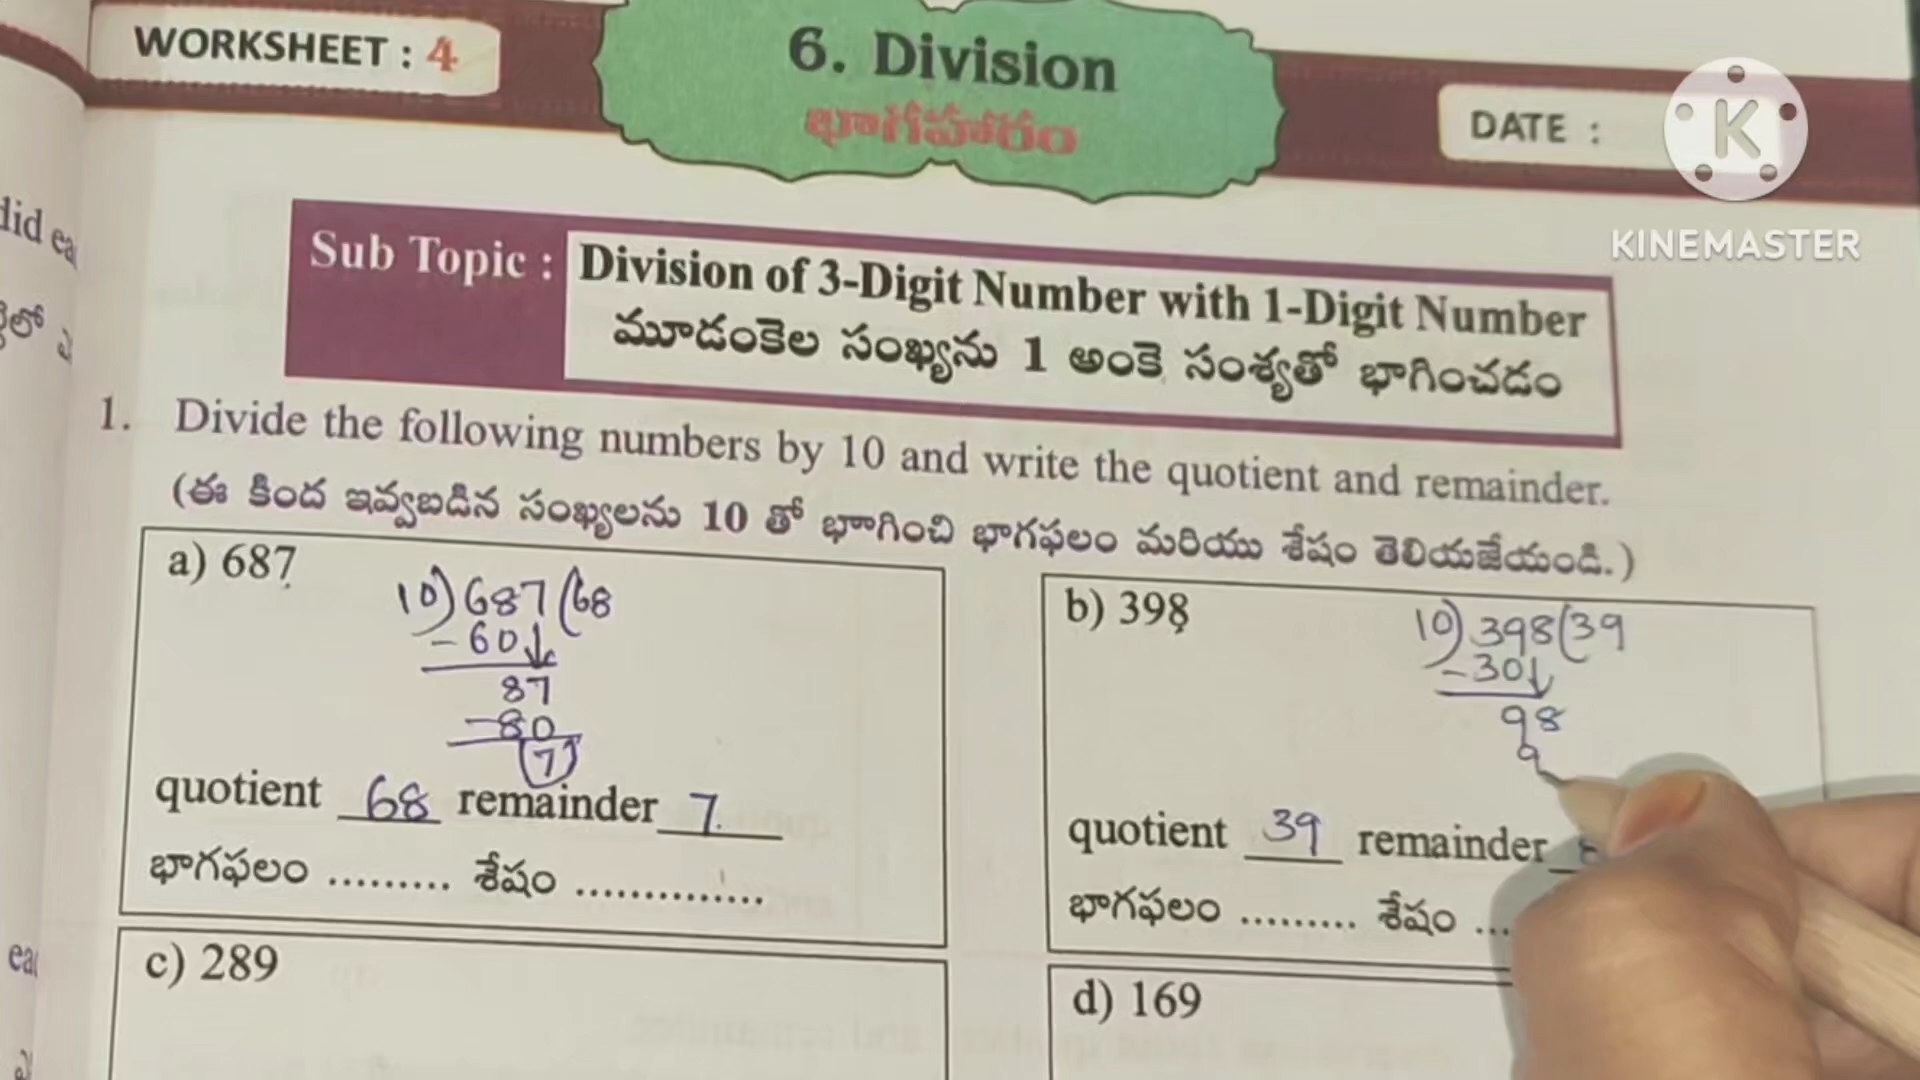 WORKSHEET : 4
6. Division
భాగహారం
DATE :
KINEMASTER
did ea
Sub Topic :
Division of 3-Digit Number with 1-Digit Number
మూడంకెల సంఖ్యను 1 అంకె సంశ్యతో భాగించడం
1. Divide the following numbers by 10 and write the quotient and remainder.
(ఈ కింద ఇవ్వబడిన సంఖ్యలను 10 తో భాగించి భాగఫలం మరియు శేషం తెలియజేయండి.)
a) 687
10) 687 (68
- 60
87
- 80
7
quotient 68 remainder 7
భాగఫలం ......... శేషం ..............
b) 398
10) 398 (39
- 30
98
9
quotient 39 remainder
భాగఫలం ......... శేషం ...
c) 289
d) 169